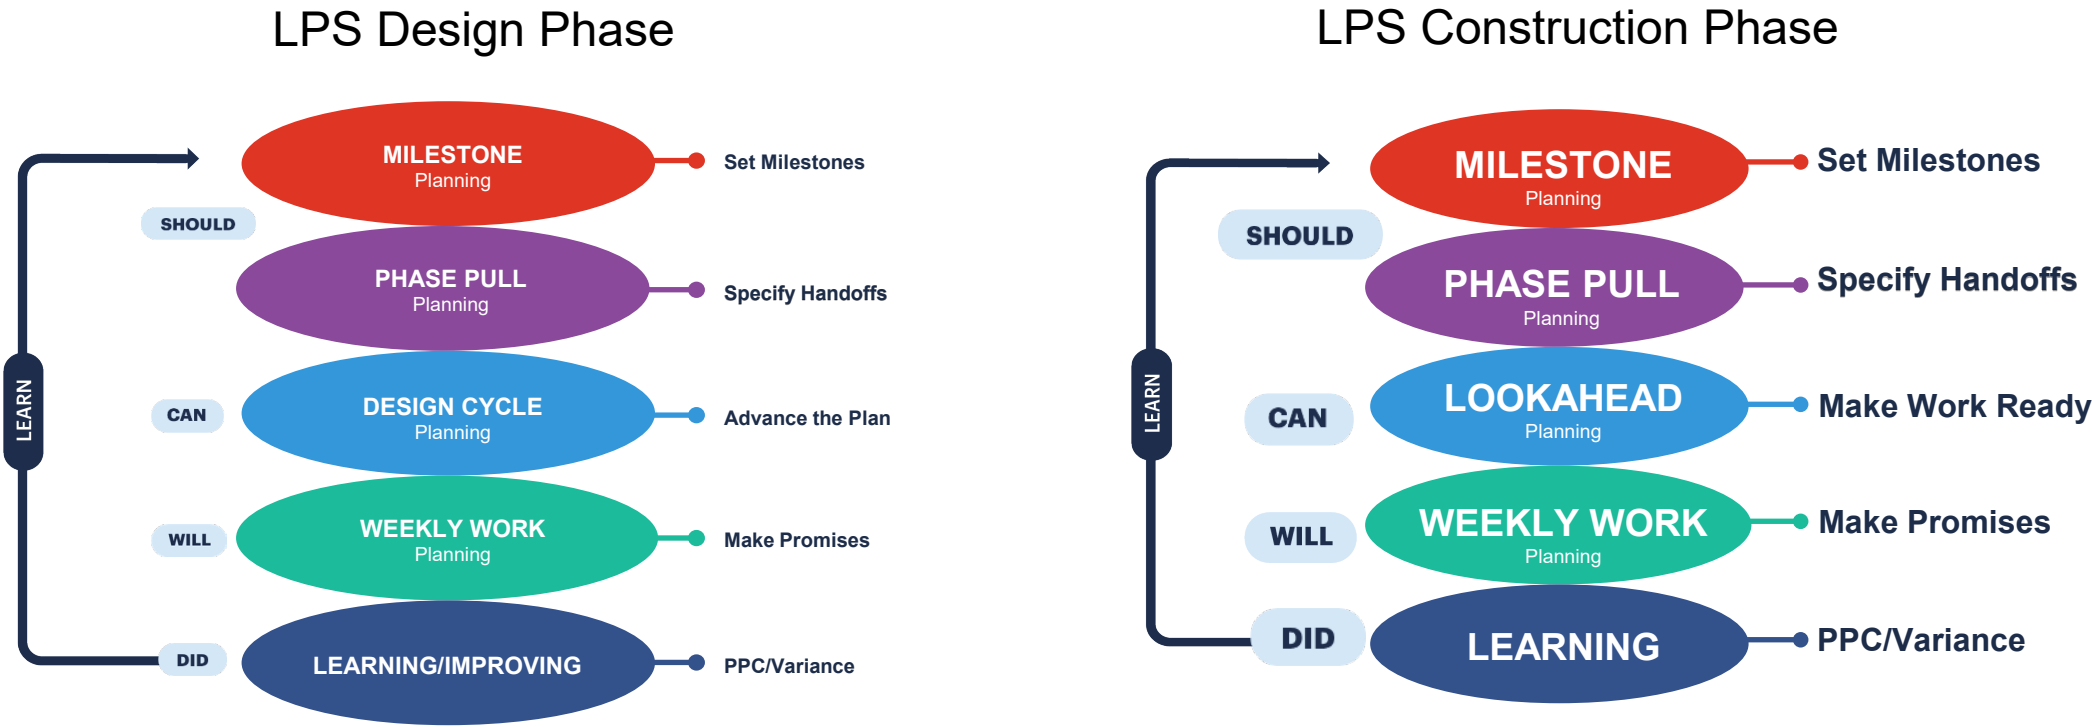 LPS Design Phase
MILESTONE
Planning
Set Milestones
SHOULD
PHASE PULL
Planning
Specify Handoffs
LEARN
CAN
DESIGN CYCLE
Planning
Advance the Plan
WILL
WEEKLY WORK
Planning
Make Promises
DID
LEARNING/IMPROVING
PPC/Variance
LPS Construction Phase
MILESTONE
Planning
Set Milestones
SHOULD
PHASE PULL
Planning
Specify Handoffs
LEARN
CAN
LOOKAHEAD
Planning
Make Work Ready
WILL
WEEKLY WORK
Planning
Make Promises
DID
LEARNING
PPC/Variance